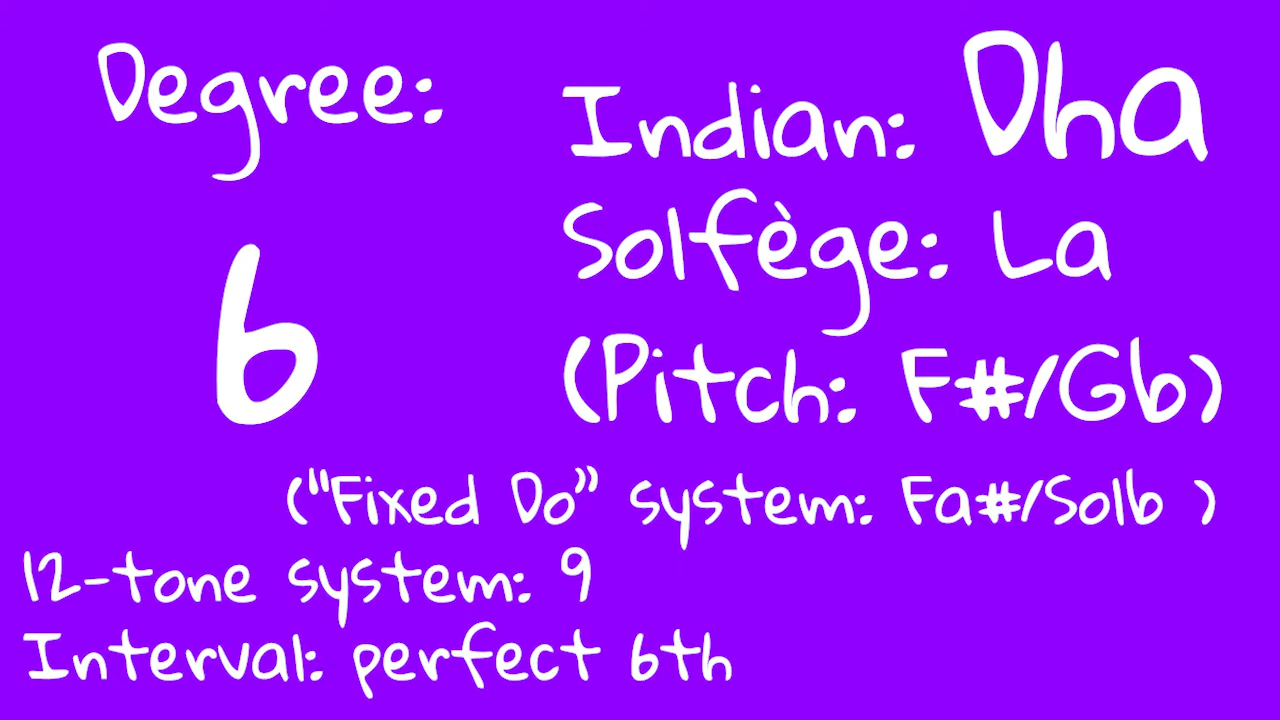 Degree:
6
Indian: Dha
Solfège: La
(Pitch: F#/Gb)
("Fixed Do" system: Fa#/Solb )
12-tone system: 9
Interval: perfect 6th